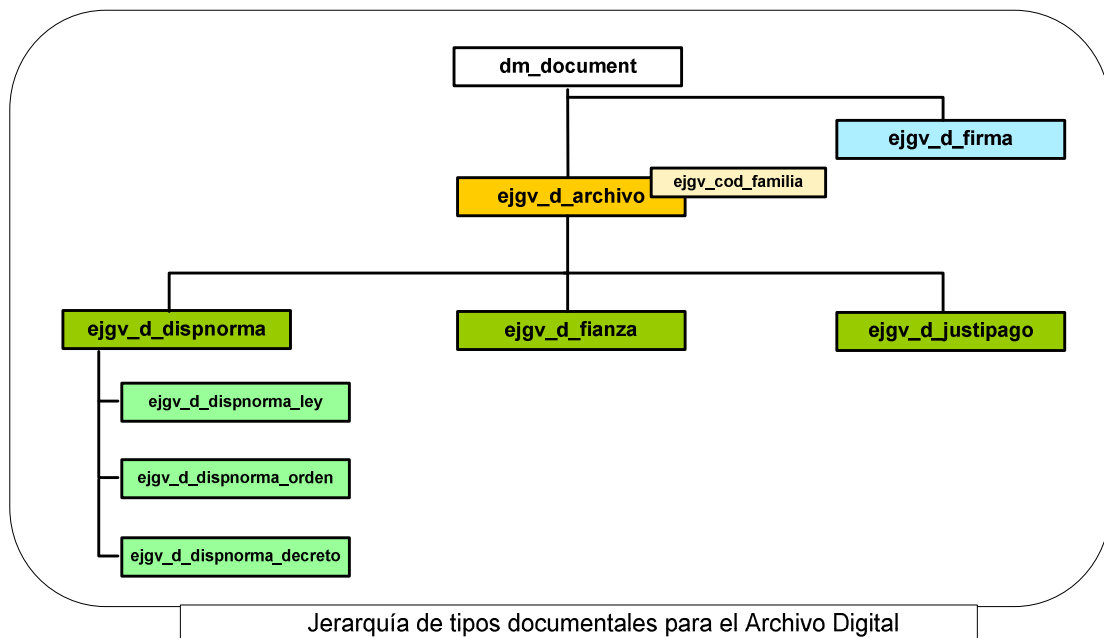 dm_document
ejgv_d_firma
ejgv_cod_familia
ejgv_d_archivo
ejgv_d_dispnorma
ejgv_d_fianza
ejgv_d_justipago
ejgv_d_dispnorma_ley
ejgv_d_dispnorma_orden
ejgv_d_dispnorma_decreto
Jerarquía de tipos documentales para el Archivo Digital